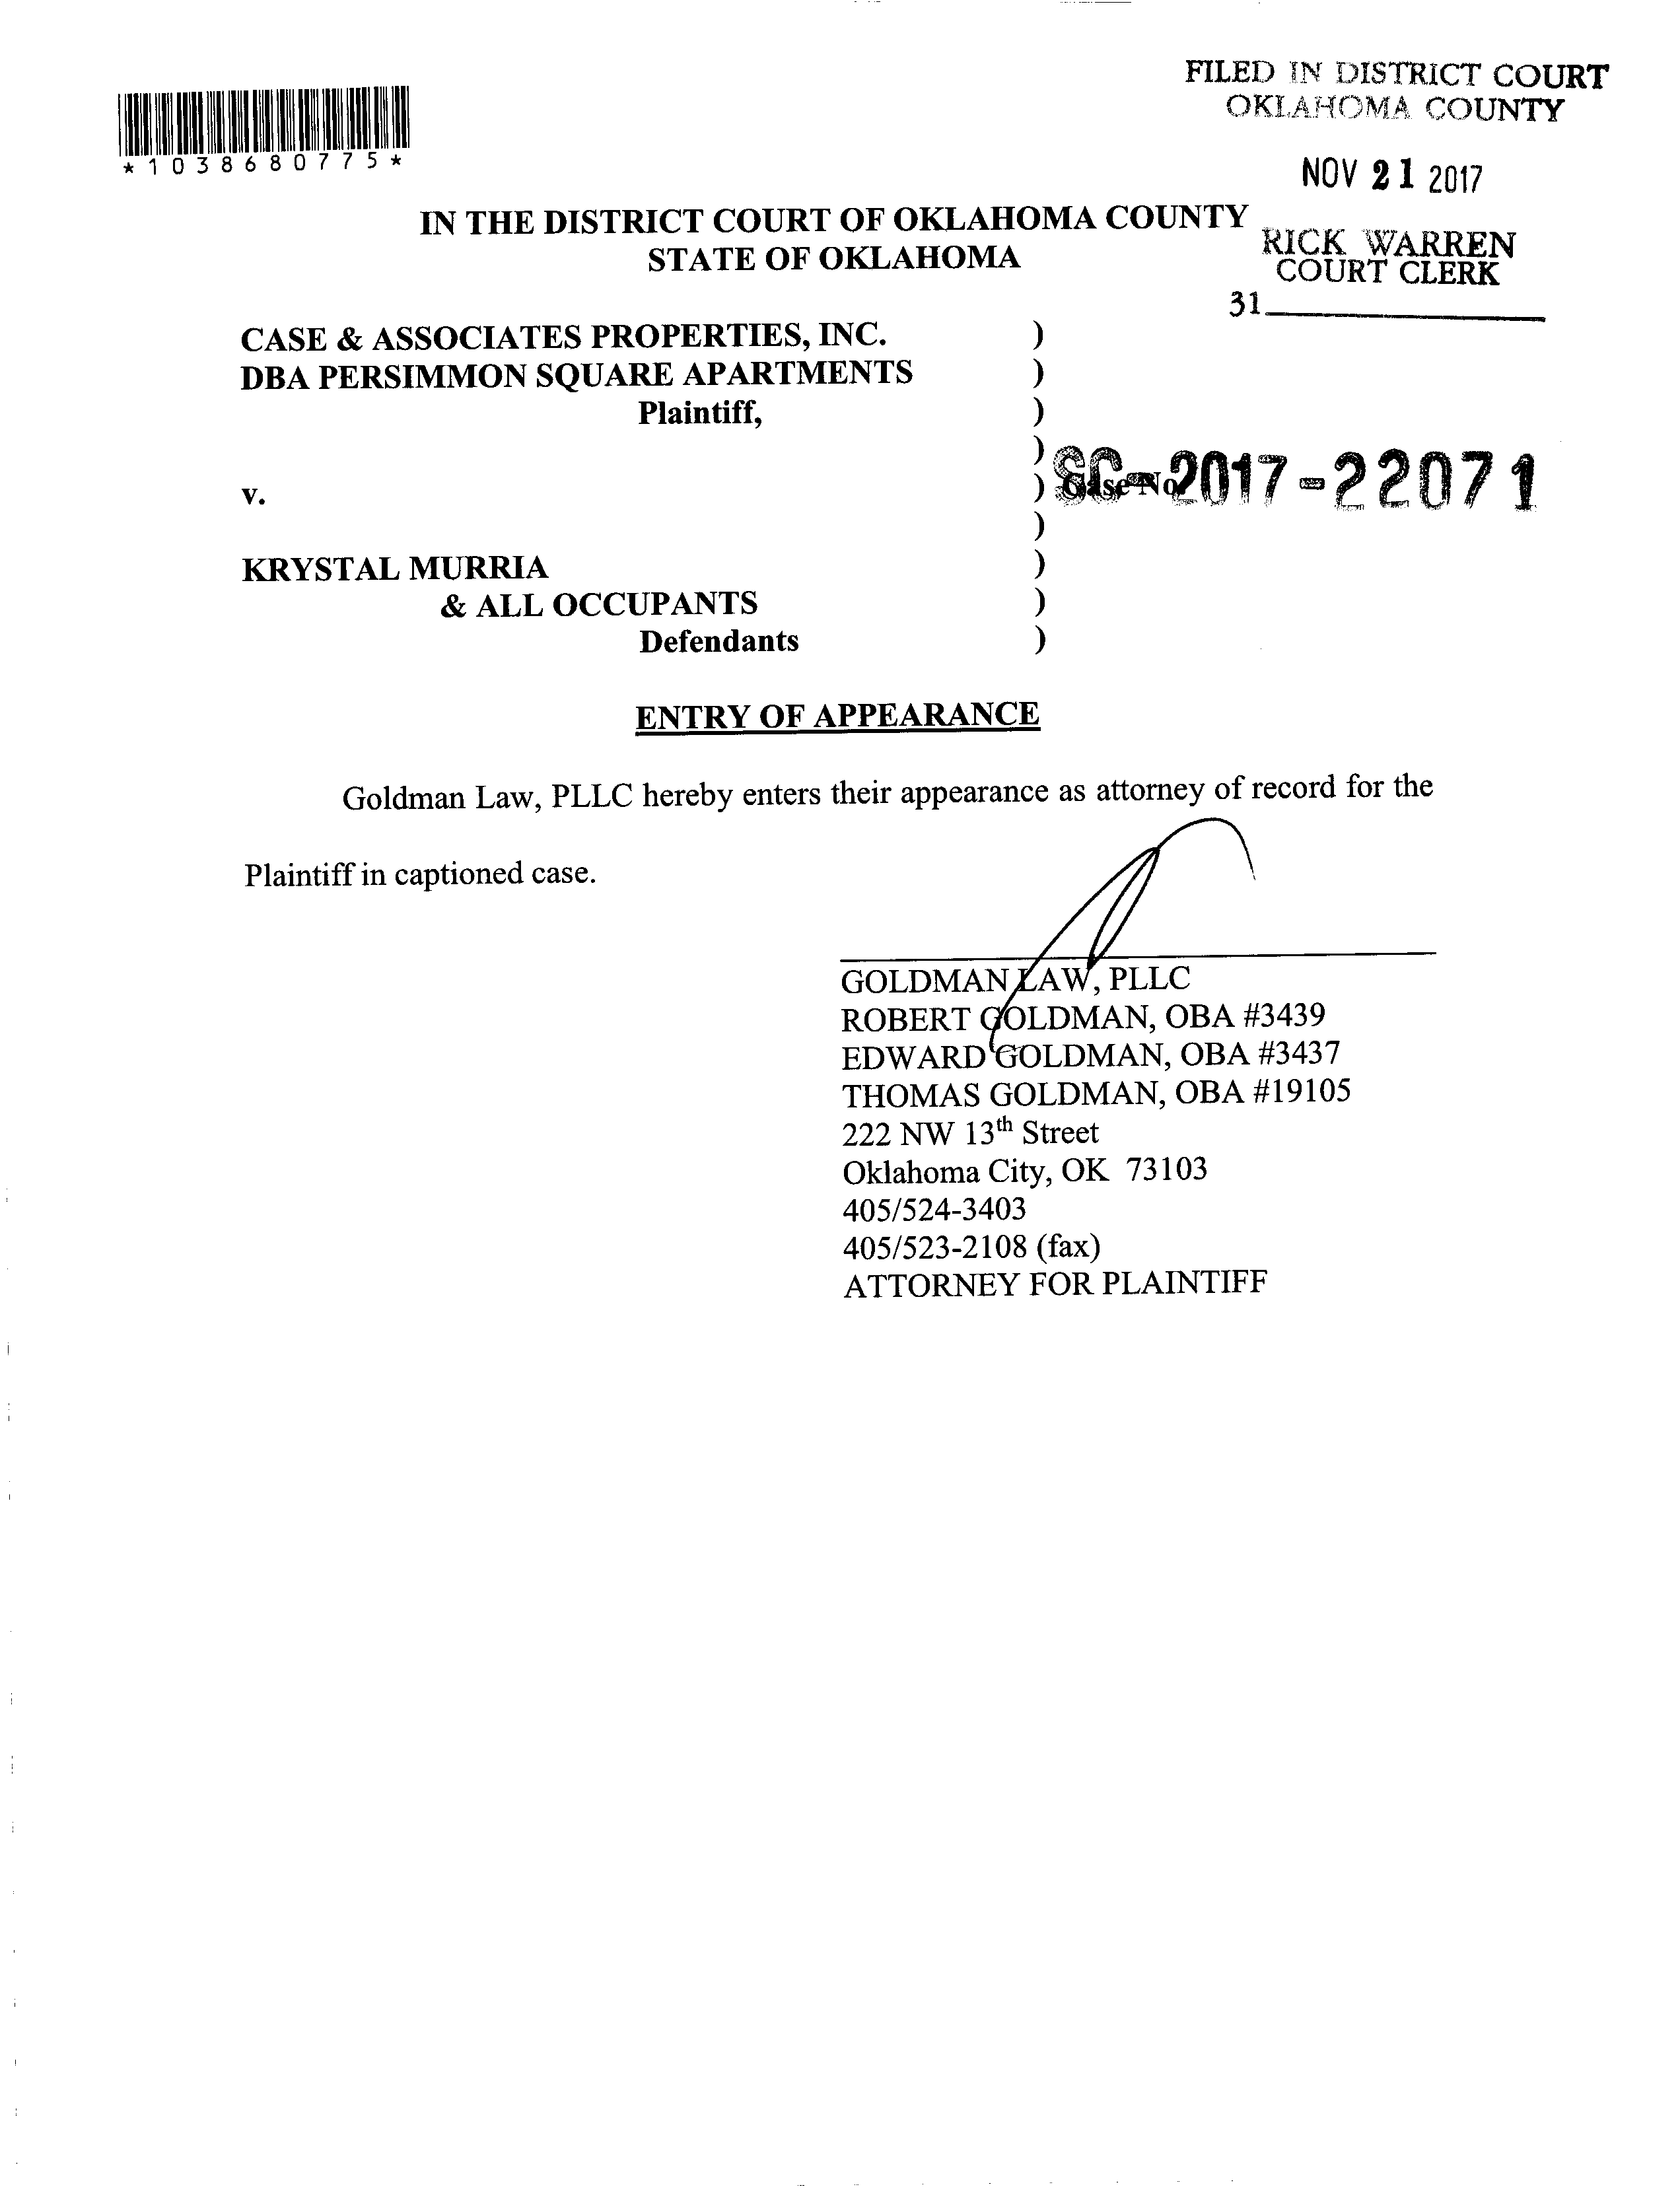 FILED IN DISTRICT COURT
OKLAHOMA COUNTY
*1038680775*
NOV 21 2017
IN THE DISTRICT COURT OF OKLAHOMA COUNTY
STATE OF OKLAHOMA
RICK WARREN
COURT CLERK
31
CASE & ASSOCIATES PROPERTIES, INC. )
DBA PERSIMMON SQUARE APARTMENTS )
Plaintiff, )
)
v. ) Case No. SC-2017-22071
)
KRYSTAL MURRIA )
& ALL OCCUPANTS )
Defendants )
ENTRY OF APPEARANCE
Goldman Law, PLLC hereby enters their appearance as attorney of record for the
Plaintiff in captioned case.
GOLDMAN LAW, PLLC
ROBERT GOLDMAN, OBA #3439
EDWARD GOLDMAN, OBA #3437
THOMAS GOLDMAN, OBA #19105
222 NW 13th Street
Oklahoma City, OK 73103
405/524-3403
405/523-2108 (fax)
ATTORNEY FOR PLAINTIFF